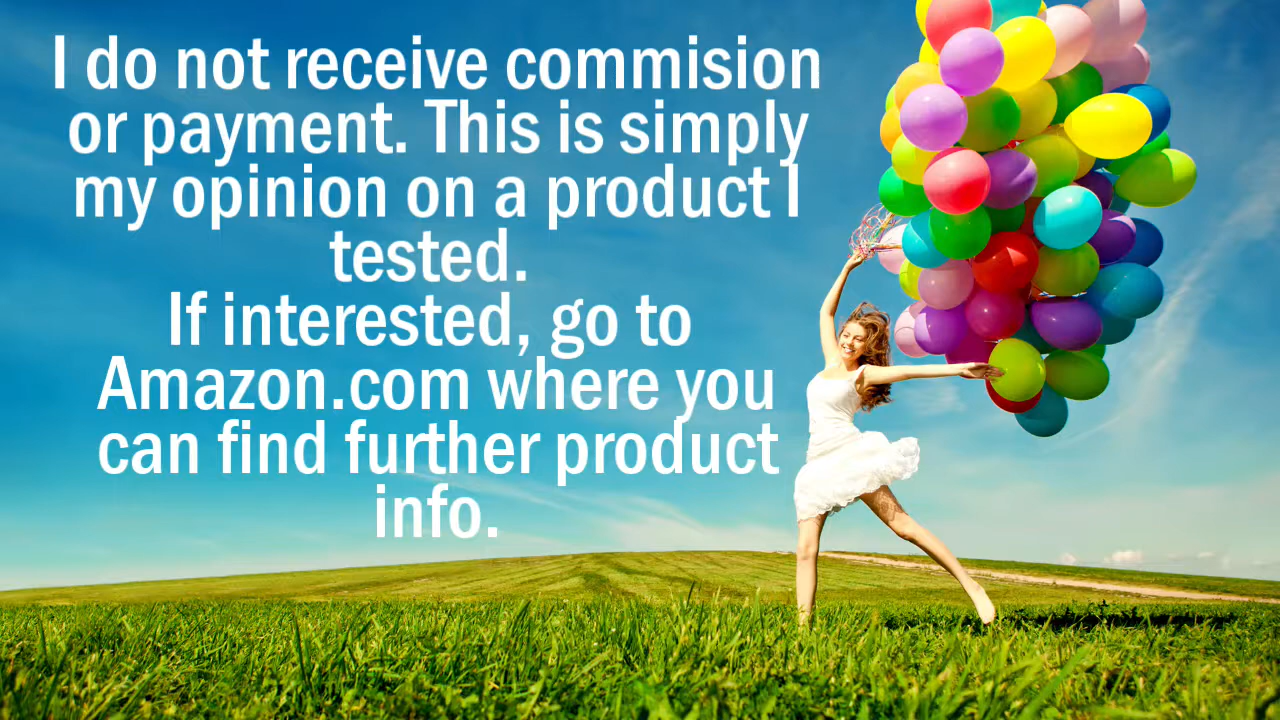 I do not receive commision
or payment. This is simply
my opinion on a product I
tested.
If interested, go to
Amazon.com where you
can find further product
info.